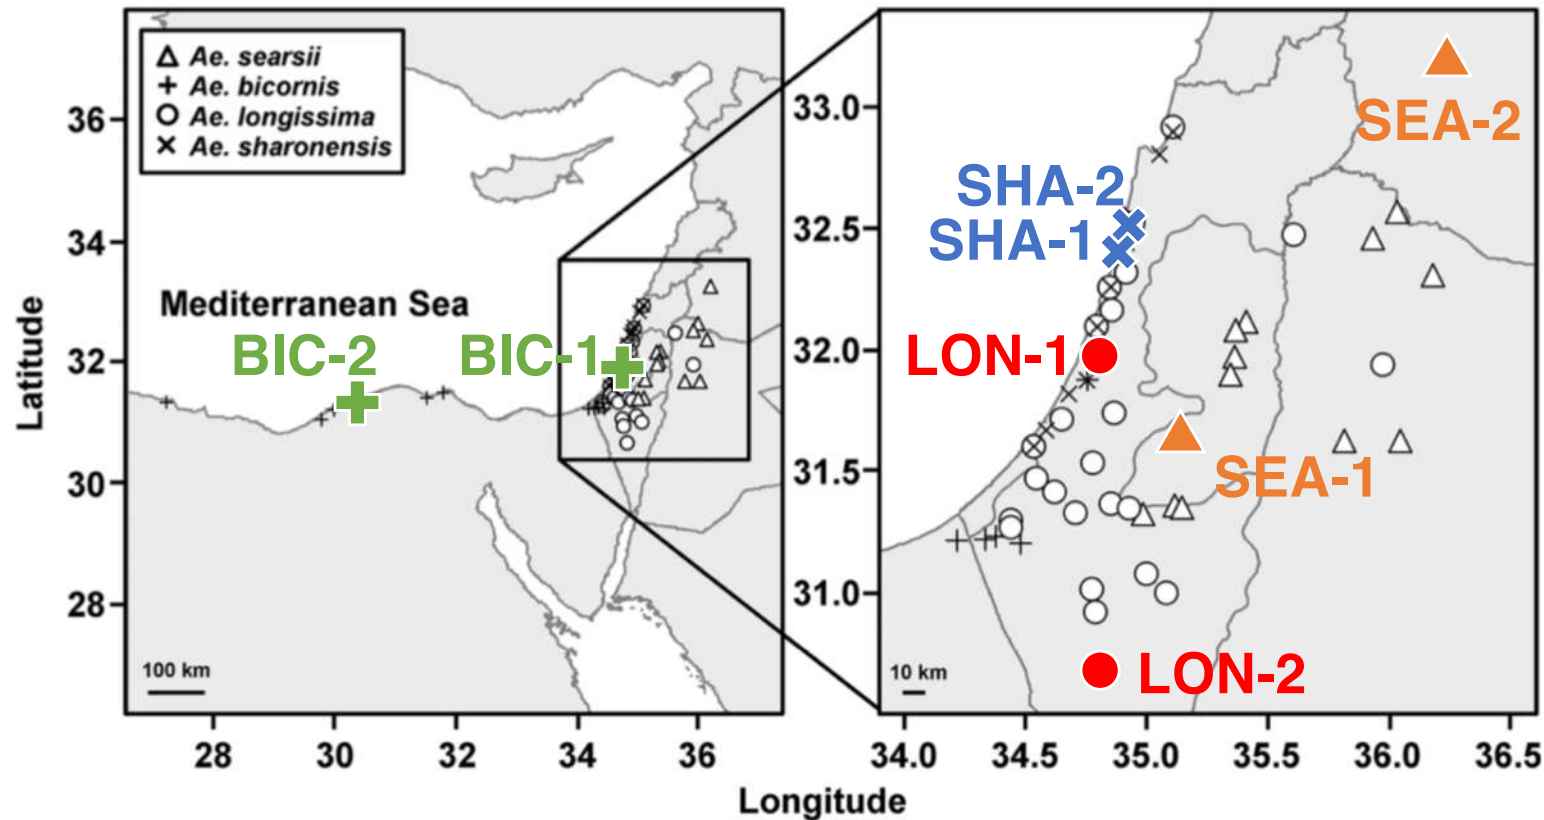 Ae. searsii
Ae. bicornis
Ae. longissima
Ae. sharonensis
36
34
32
30
28
Latitude
Mediterranean Sea
BIC-2
BIC-1
100 km
28
30
32
34
36
33.0
32.5
32.0
31.5
31.0
SEA-2
SHA-2
SHA-1
LON-1
SEA-1
LON-2
10 km
34.0
34.5
35.0
35.5
36.0
36.5
Longitude